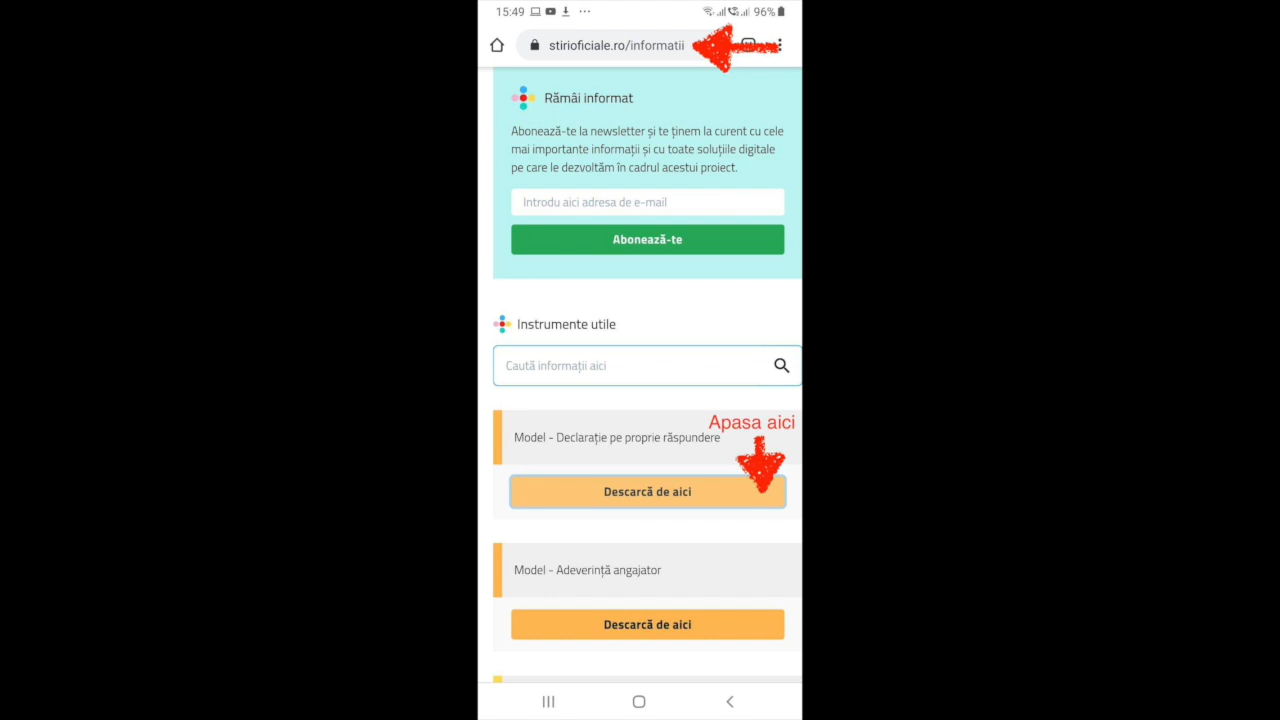 15:49 96%
stirioficiale.ro/informatii
Rămâi informat
Abonează-te la newsletter și te ținem la curent cu cele
mai importante informații și cu toate soluțiile digitale
pe care le dezvoltăm în cadrul acestui proiect.
Introdu aici adresa de e-mail
Abonează-te
Instrumente utile
Caută informații aici
Apasa aici
Model - Declarație pe proprie răspundere
Descarcă de aici
Model - Adeverință angajator
Descarcă de aici